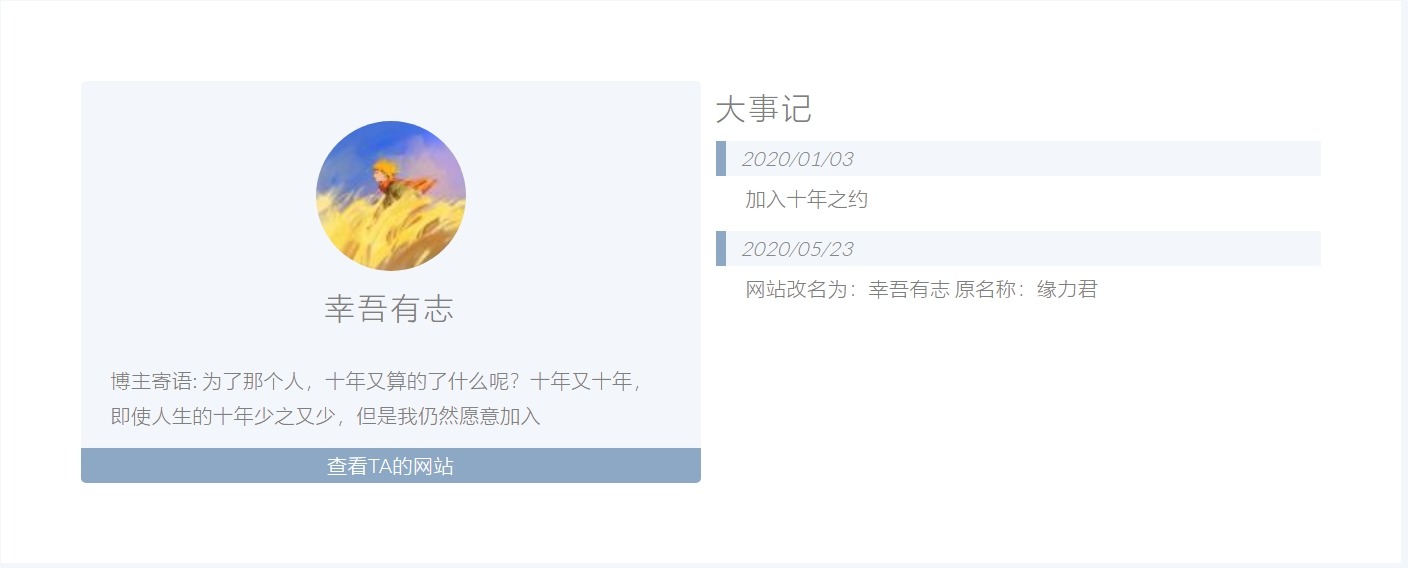 幸吾有志
博主寄语: 为了那个人，十年又算的了什么呢？十年又十年，
即使人生的十年少之又少，但是我仍然愿意加入
查看TA的网站
大事记
2020/01/03
加入十年之约
2020/05/23
网站改名为：幸吾有志 原名称：缘力君